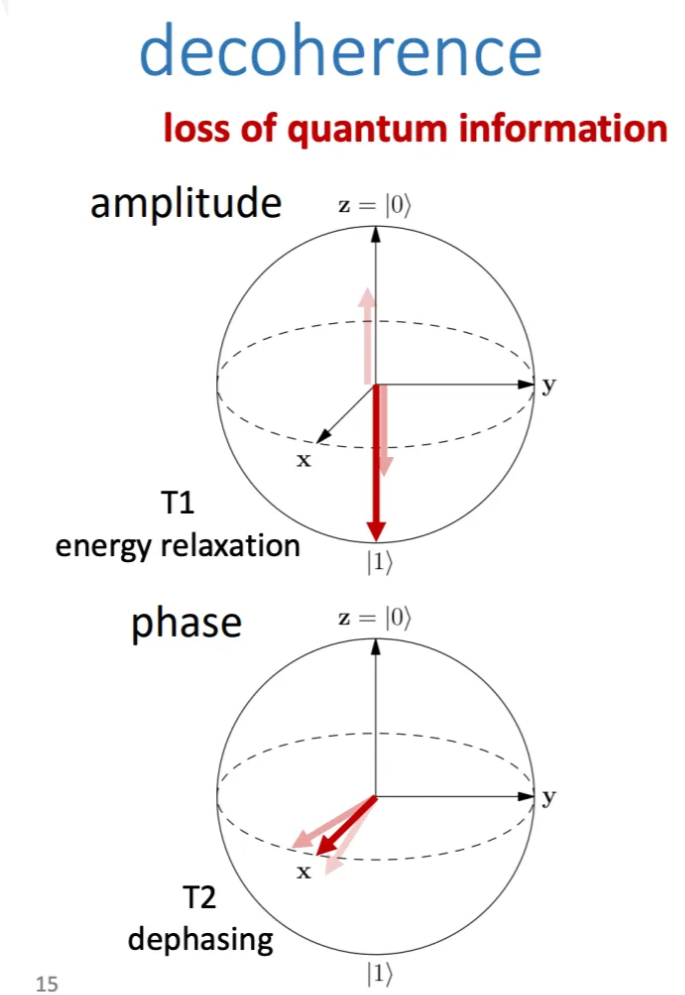 decoherence
loss of quantum information
amplitude
z = |0⟩
y
x
T1
energy relaxation
|1⟩
phase
z = |0⟩
y
x
T2
dephasing
|1⟩
15